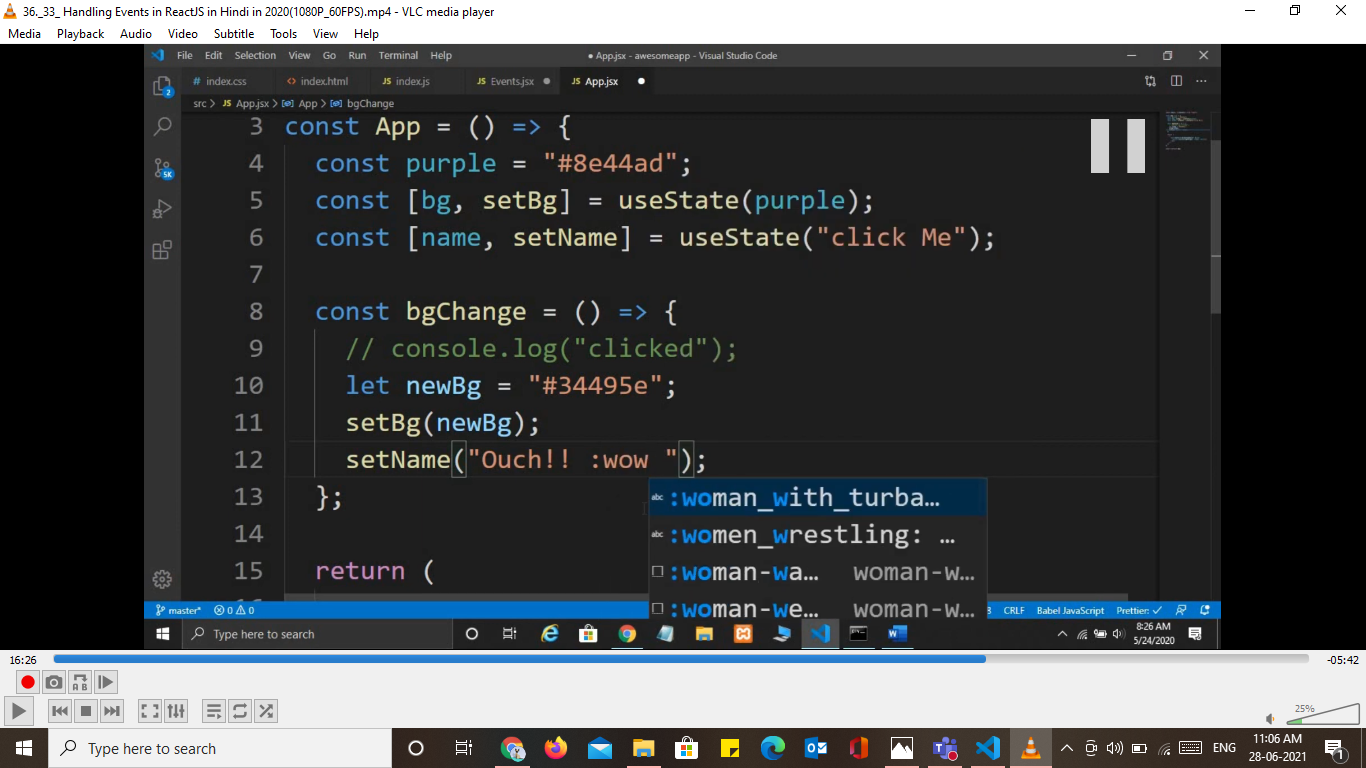 36._33_ Handling Events in ReactJS in Hindi in 2020(1080P_60FPS).mp4 - VLC media player
Media Playback Audio Video Subtitle Tools View Help
File Edit Selection View Go Run Terminal Help ● App.jsx - awesomeapp - Visual Studio Code
# index.css <> index.html JS index.js JS Events.jsx ● JS App.jsx ●
src > JS App.jsx > App > bgChange
3 const App = () => {
4 const purple = "#8e44ad";
5 const [bg, setBg] = useState(purple);
6 const [name, setName] = useState("click Me");
7
8 const bgChange = () => {
9 // console.log("clicked");
10 let newBg = "#34495e";
11 setBg(newBg);
12 setName("Ouch!! :wow ");
13 };
abc :woman_with_turba…
14
abc :women_wrestling: …
15 return (
:woman-wa… woman-w…
:woman-we… woman-w…
2
5K
master* 0 0 CRLF Babel JavaScript Prettier: ✓
Type here to search
8:26 AM
5/24/2020
16:26 -05:42
A B
25%
Type here to search
ENG
11:06 AM
28-06-2021
1